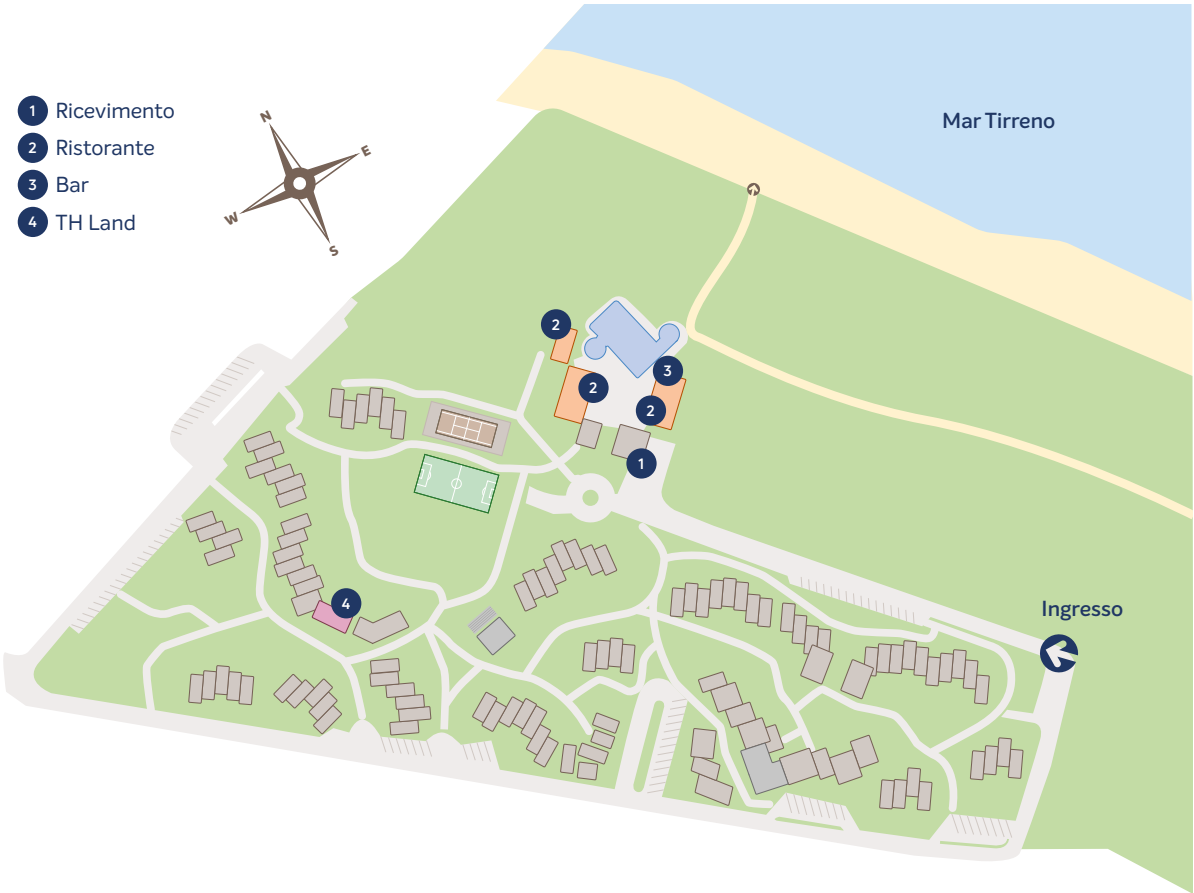 1 Ricevimento
2 Ristorante
3 Bar
4 TH Land
N
E
W
S
Mar Tirreno
2
2
3
2
1
4
Ingresso